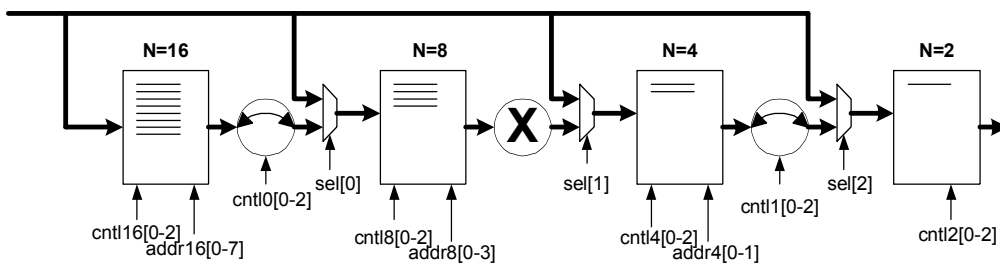 N=16
N=8
N=4
N=2
X
cntl0[0-2]
sel[0]
sel[1]
cntl1[0-2]
sel[2]
cntl16[0-2]
addr16[0-7]
cntl8[0-2]
addr8[0-3]
cntl4[0-2]
addr4[0-1]
cntl2[0-2]